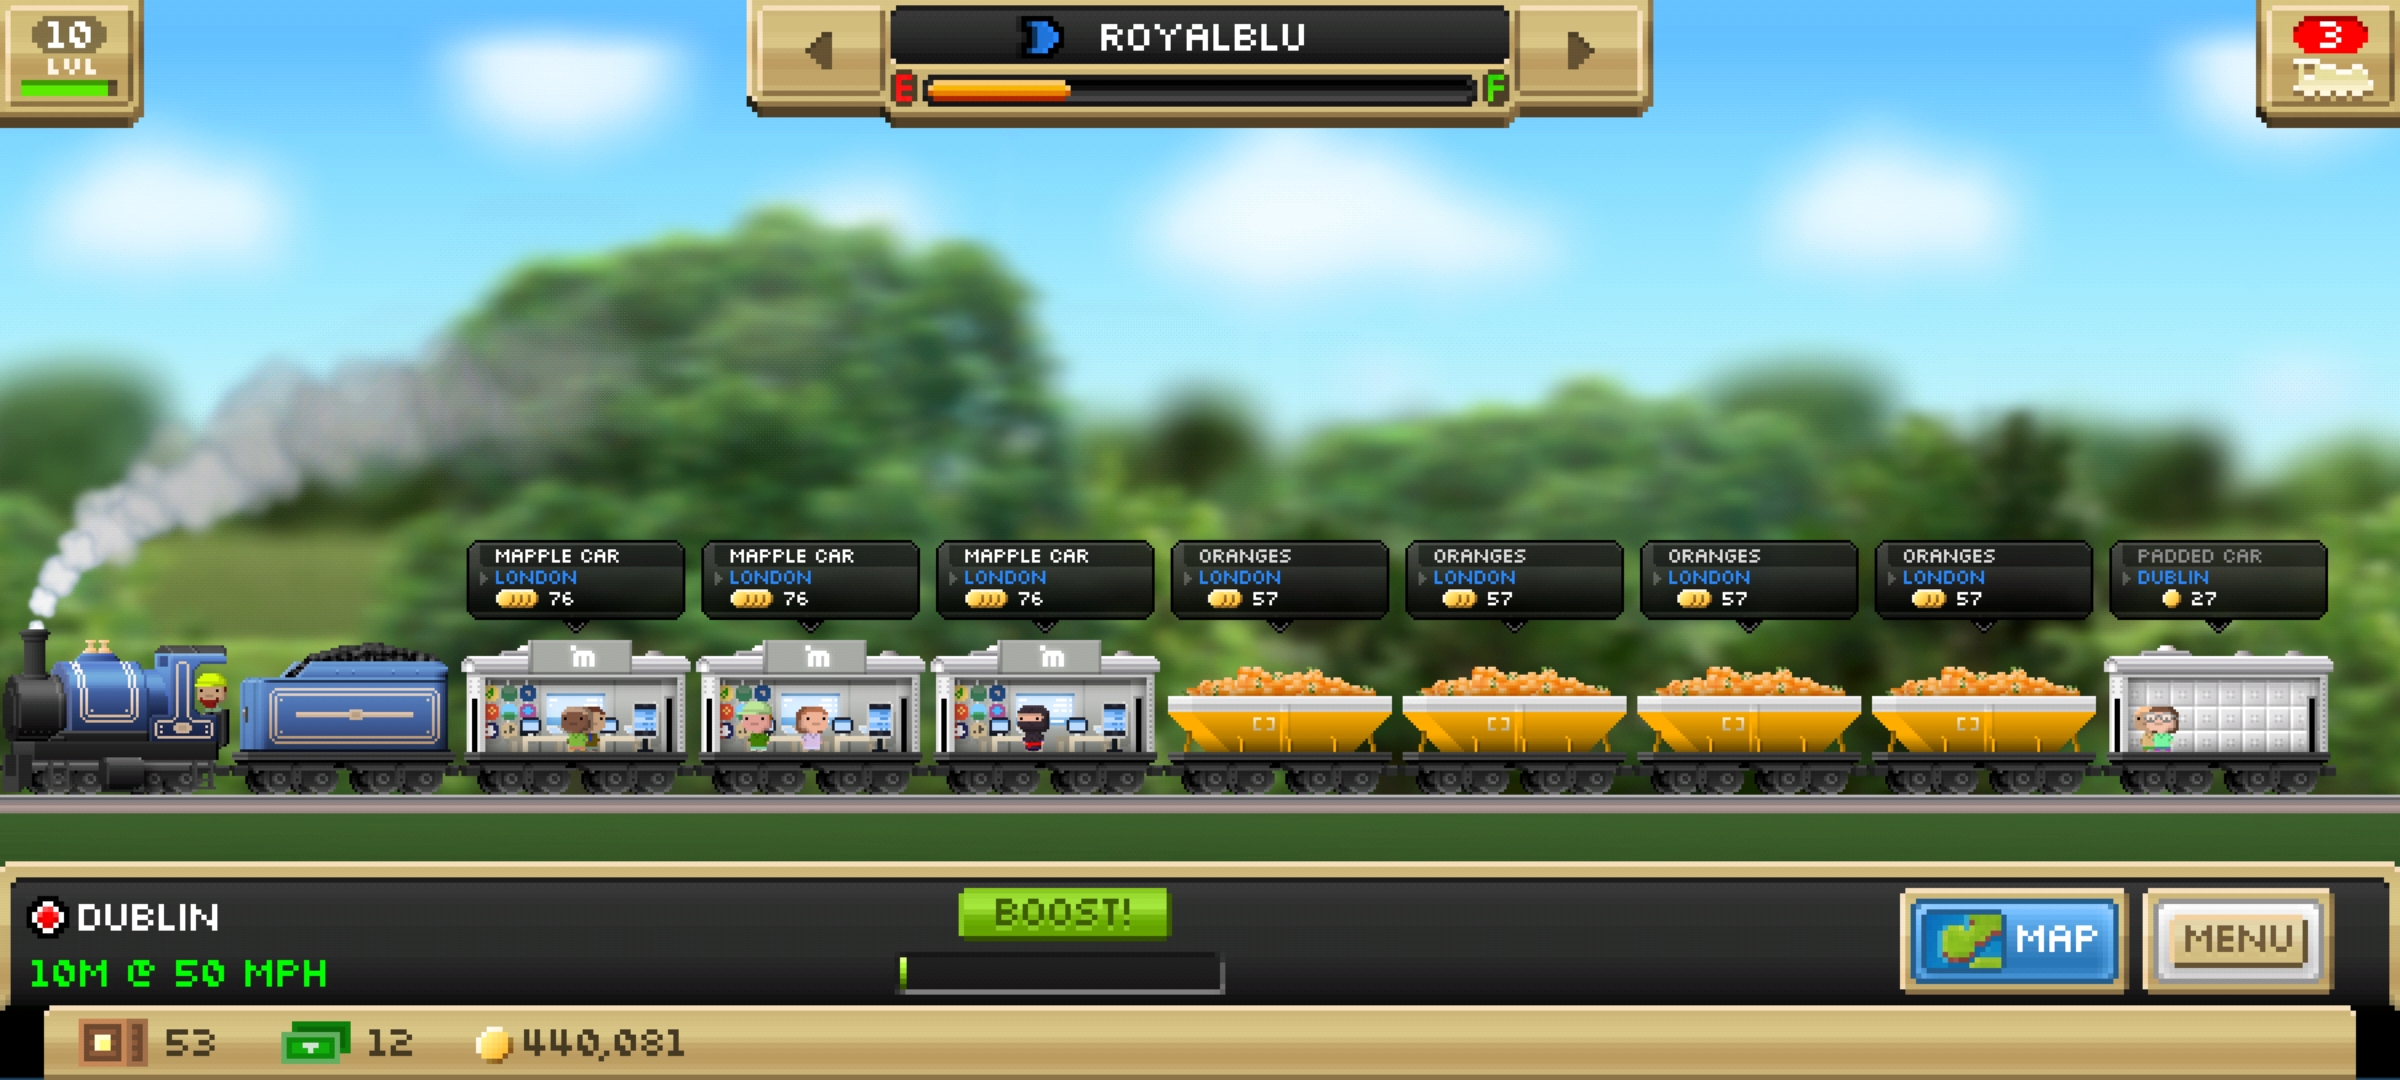 10
LVL
ROYALBLU
E
F
3
MAPPLE CAR
LONDON
76
MAPPLE CAR
LONDON
76
MAPPLE CAR
LONDON
76
ORANGES
LONDON
57
ORANGES
LONDON
57
ORANGES
LONDON
57
ORANGES
LONDON
57
PADDED CAR
DUBLIN
27
m
m
m
DUBLIN
10M @ 50 MPH
BOOST!
MAP
MENU
53
12
440,081